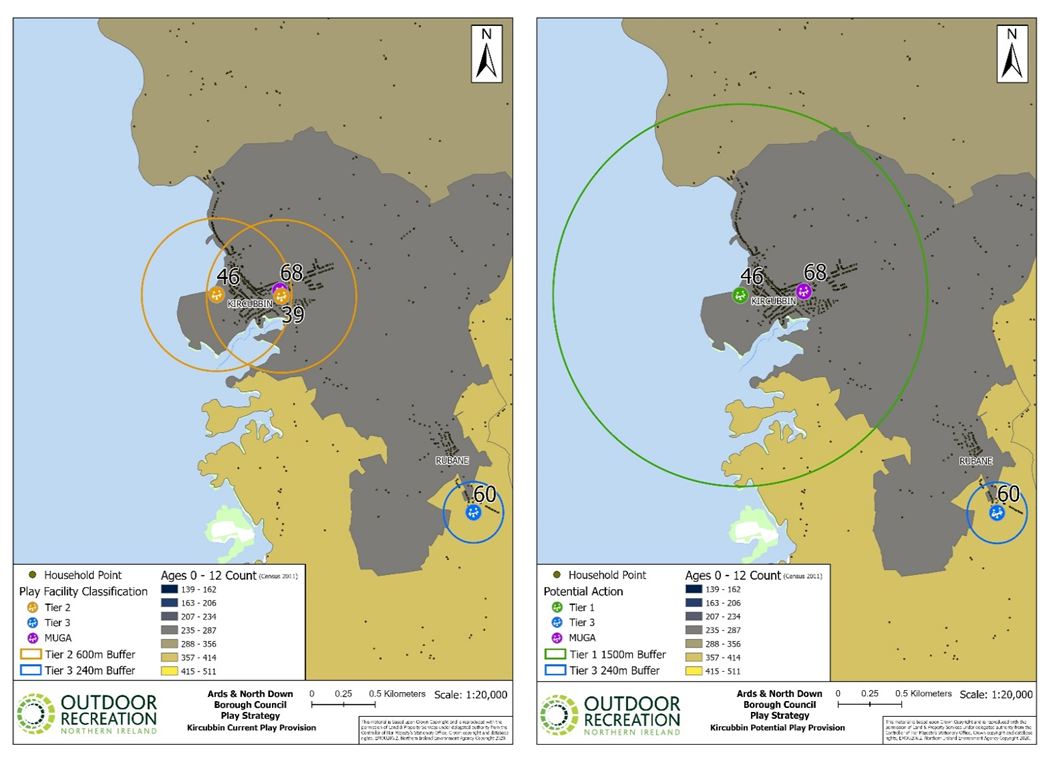 N
46
68
KIRCUBBIN
39
RUBANE
60
Household Point
Play Facility Classification
Tier 2
Tier 3
MUGA
Tier 2 600m Buffer
Tier 3 240m Buffer
Ages 0 - 12 Count (Census 2011)
139 - 162
163 - 206
207 - 234
235 - 287
288 - 356
357 - 414
415 - 511
OUTDOOR
RECREATION
NORTHERN IRELAND
Ards & North Down
Borough Council
Play Strategy
Kircubbin Current Play Provision
0 0.25 0.5 Kilometers
Scale: 1:20,000
N
46
68
KIRCUBBIN
RUBANE
60
Household Point
Potential Action
Tier 1
Tier 3
MUGA
Tier 1 1500m Buffer
Tier 3 240m Buffer
Ages 0 - 12 Count (Census 2011)
139 - 162
163 - 206
207 - 234
235 - 287
288 - 356
357 - 414
415 - 511
OUTDOOR
RECREATION
NORTHERN IRELAND
Ards & North Down
Borough Council
Play Strategy
Kircubbin Potential Play Provision
0 0.25 0.5 Kilometers
Scale: 1:20,000